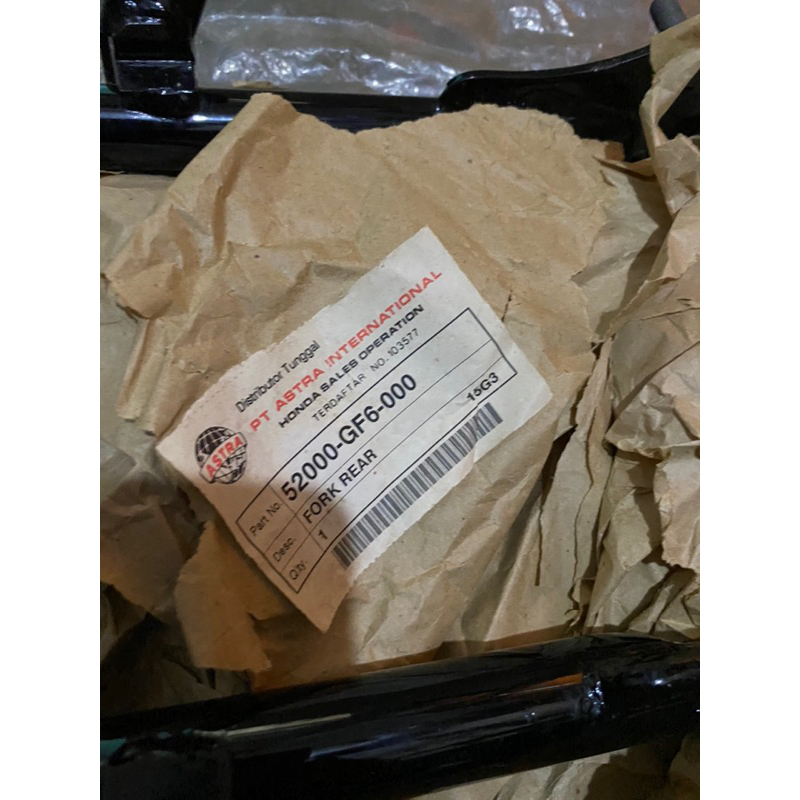 Distributor Tunggal
PT ASTRA INTERNATIONAL
HONDA SALES OPERATION
TERDAFTAR NO. 103577
ASTRA
Part No. 52000-GF6-000
Desc. FORK REAR 15G3
Q'ty. 1